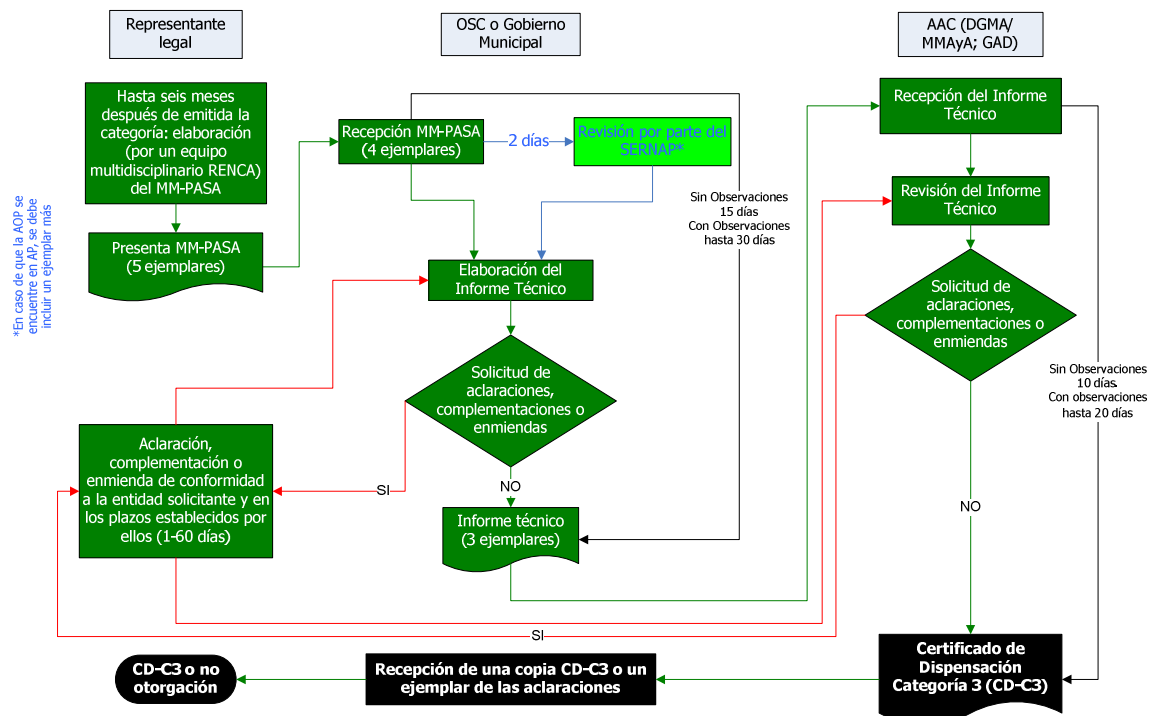 Representante
legal
OSC o Gobierno
Municipal
AAC (DGMA/
MMAyA; GAD)
Hasta seis meses
después de emitida la
categoría: elaboración
(por un equipo
multidisciplinario RENCA)
del MM-PASA
Presenta MM-PASA
(5 ejemplares)
*En caso de que la AOP se
encuentre en AP, se debe
incluir un ejemplar más
Recepción MM-PASA
(4 ejemplares)
2 días
Revisión por parte del
SERNAP*
Sin Observaciones
15 días
Con Observaciones
hasta 30 días
Elaboración del
Informe Técnico
Solicitud de
aclaraciones,
complementaciones o
enmiendas
SI
NO
Aclaración,
complementación o
enmienda de conformidad
a la entidad solicitante y en
los plazos establecidos por
ellos (1-60 días)
Informe técnico
(3 ejemplares)
Recepción del Informe
Técnico
Revisión del Informe
Técnico
Solicitud de
aclaraciones,
complementaciones o
enmiendas
Sin Observaciones
10 días.
Con observaciones
hasta 20 días
NO
SI
Certificado de
Dispensación
Categoría 3 (CD-C3)
Recepción de una copia CD-C3 o un
ejemplar de las aclaraciones
CD-C3 o no
otorgación